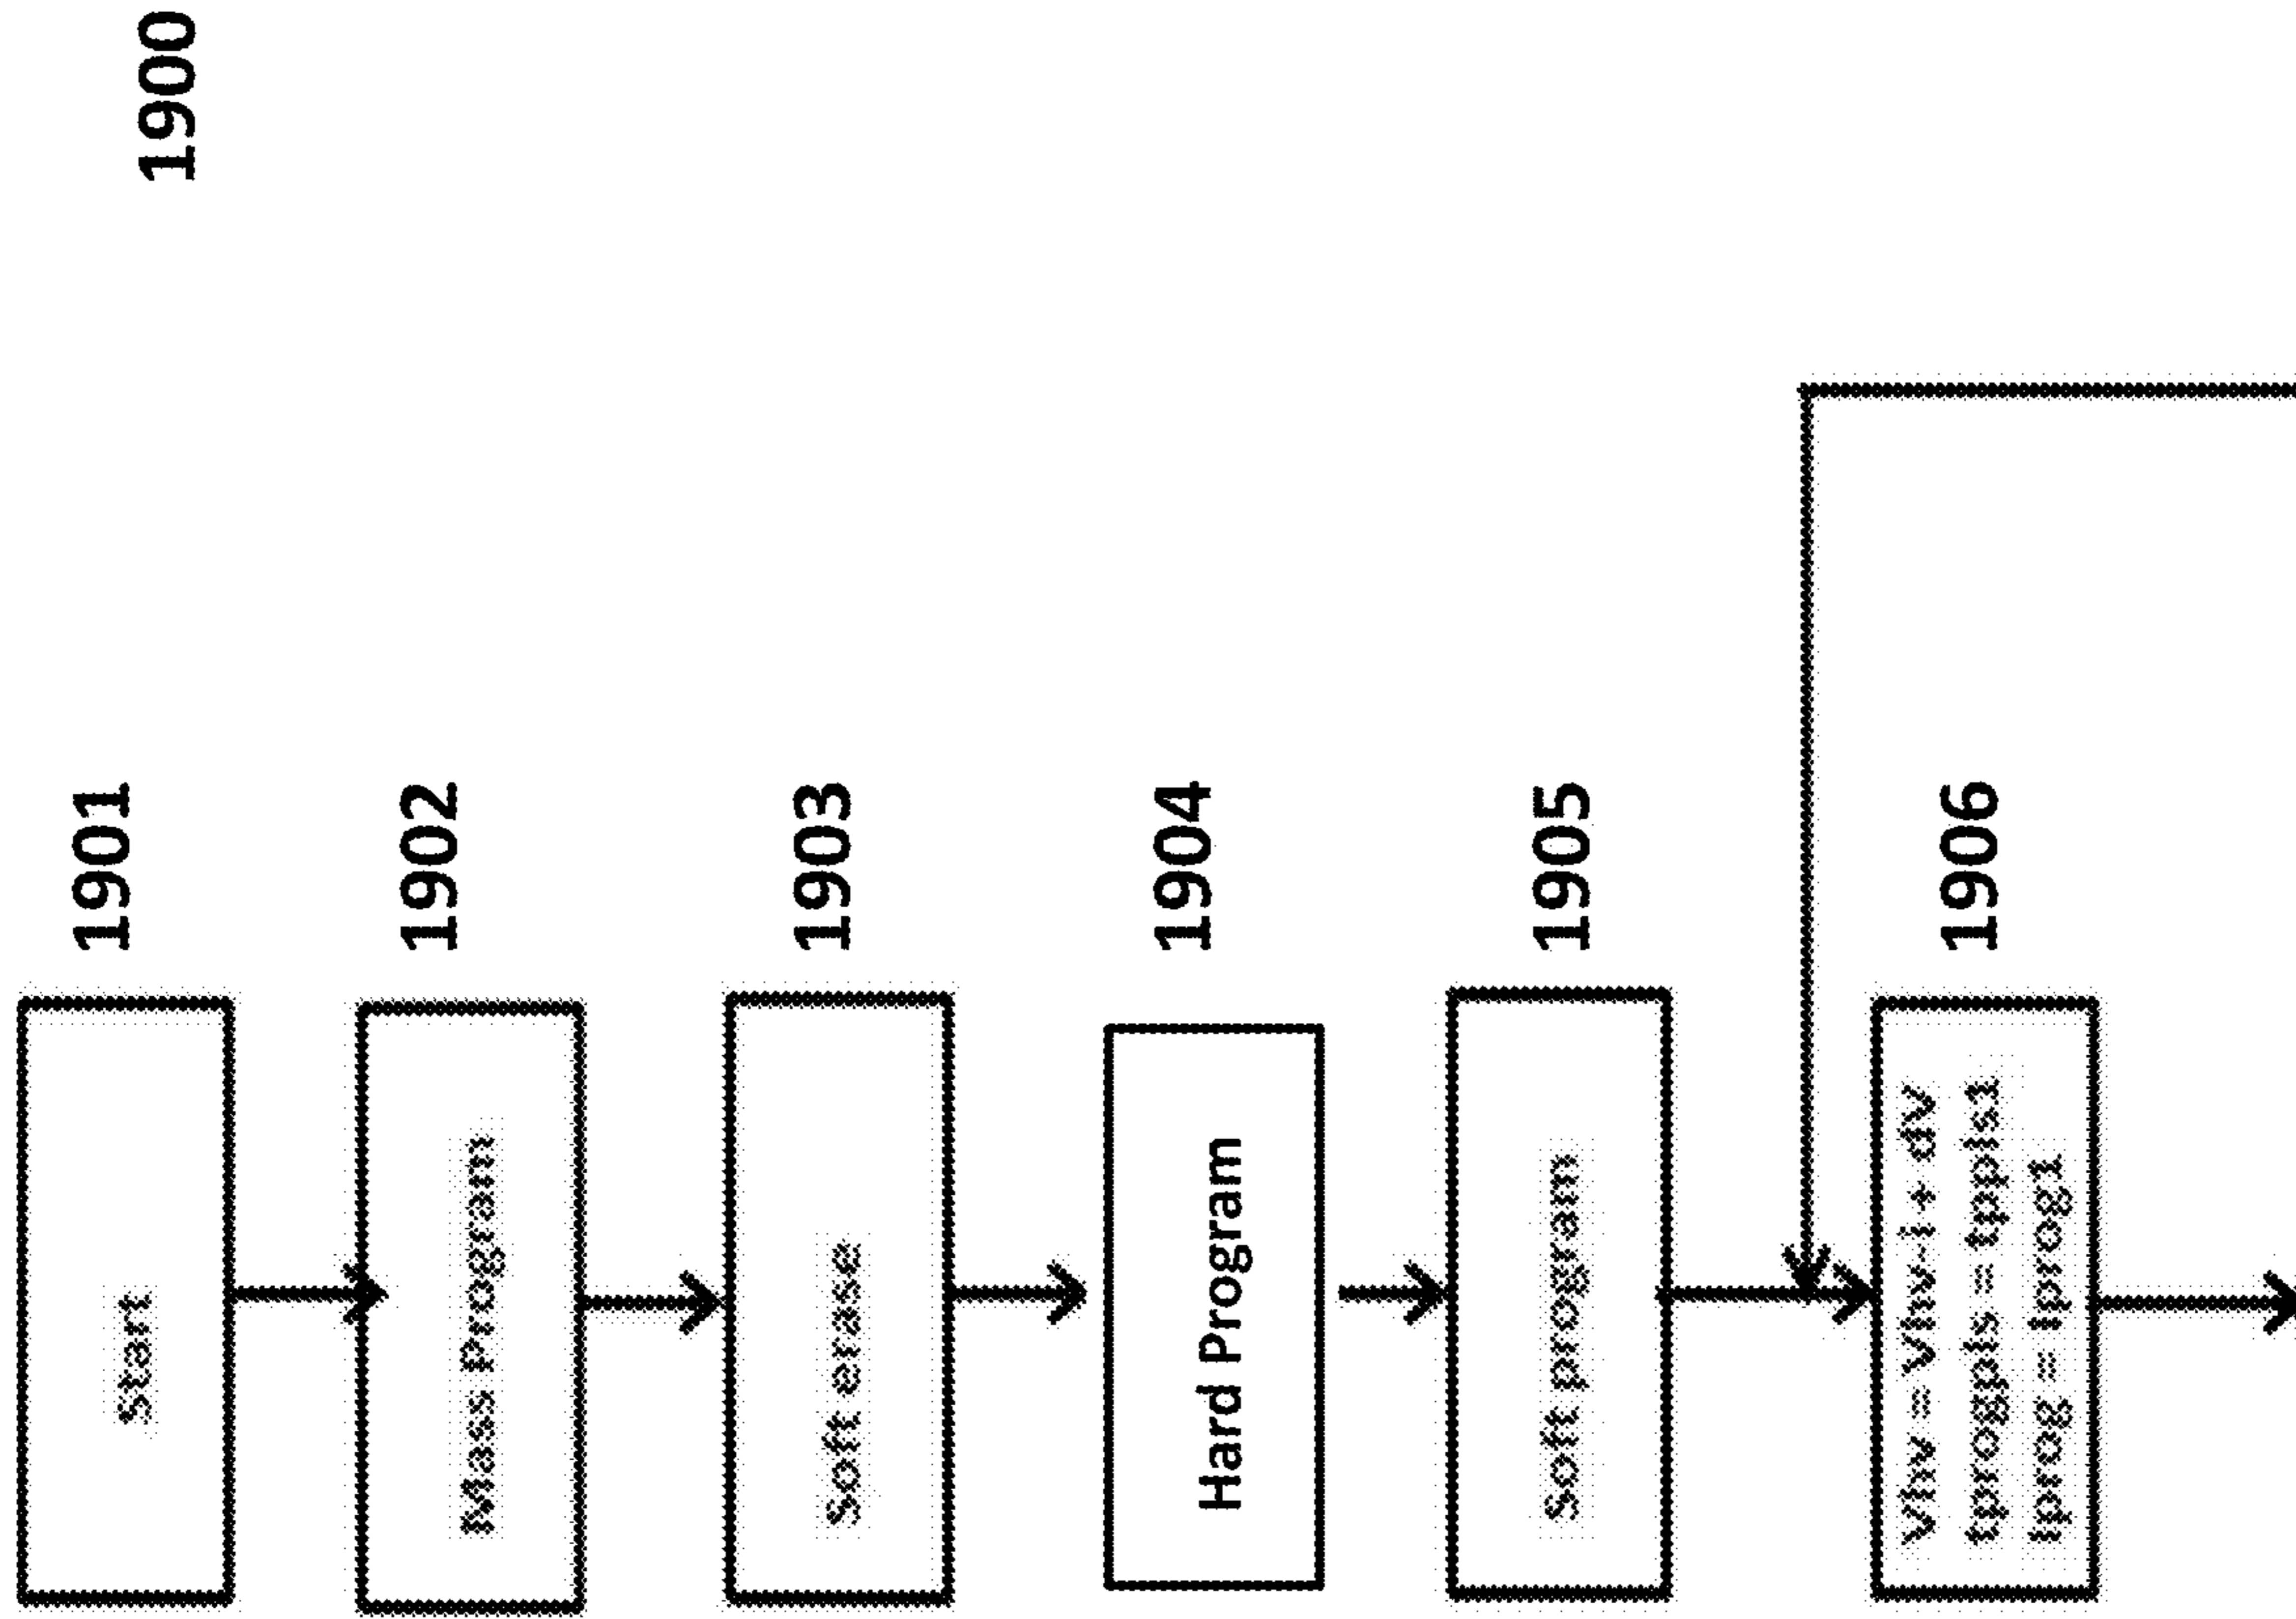 1900
start
1901
Mass Program
1902
Soft erase
1903
Hard Program
1904
Soft program
1905
vhv = vhv-i + dv
tprogpls = tppls1
Iprog = Iprog1
1906